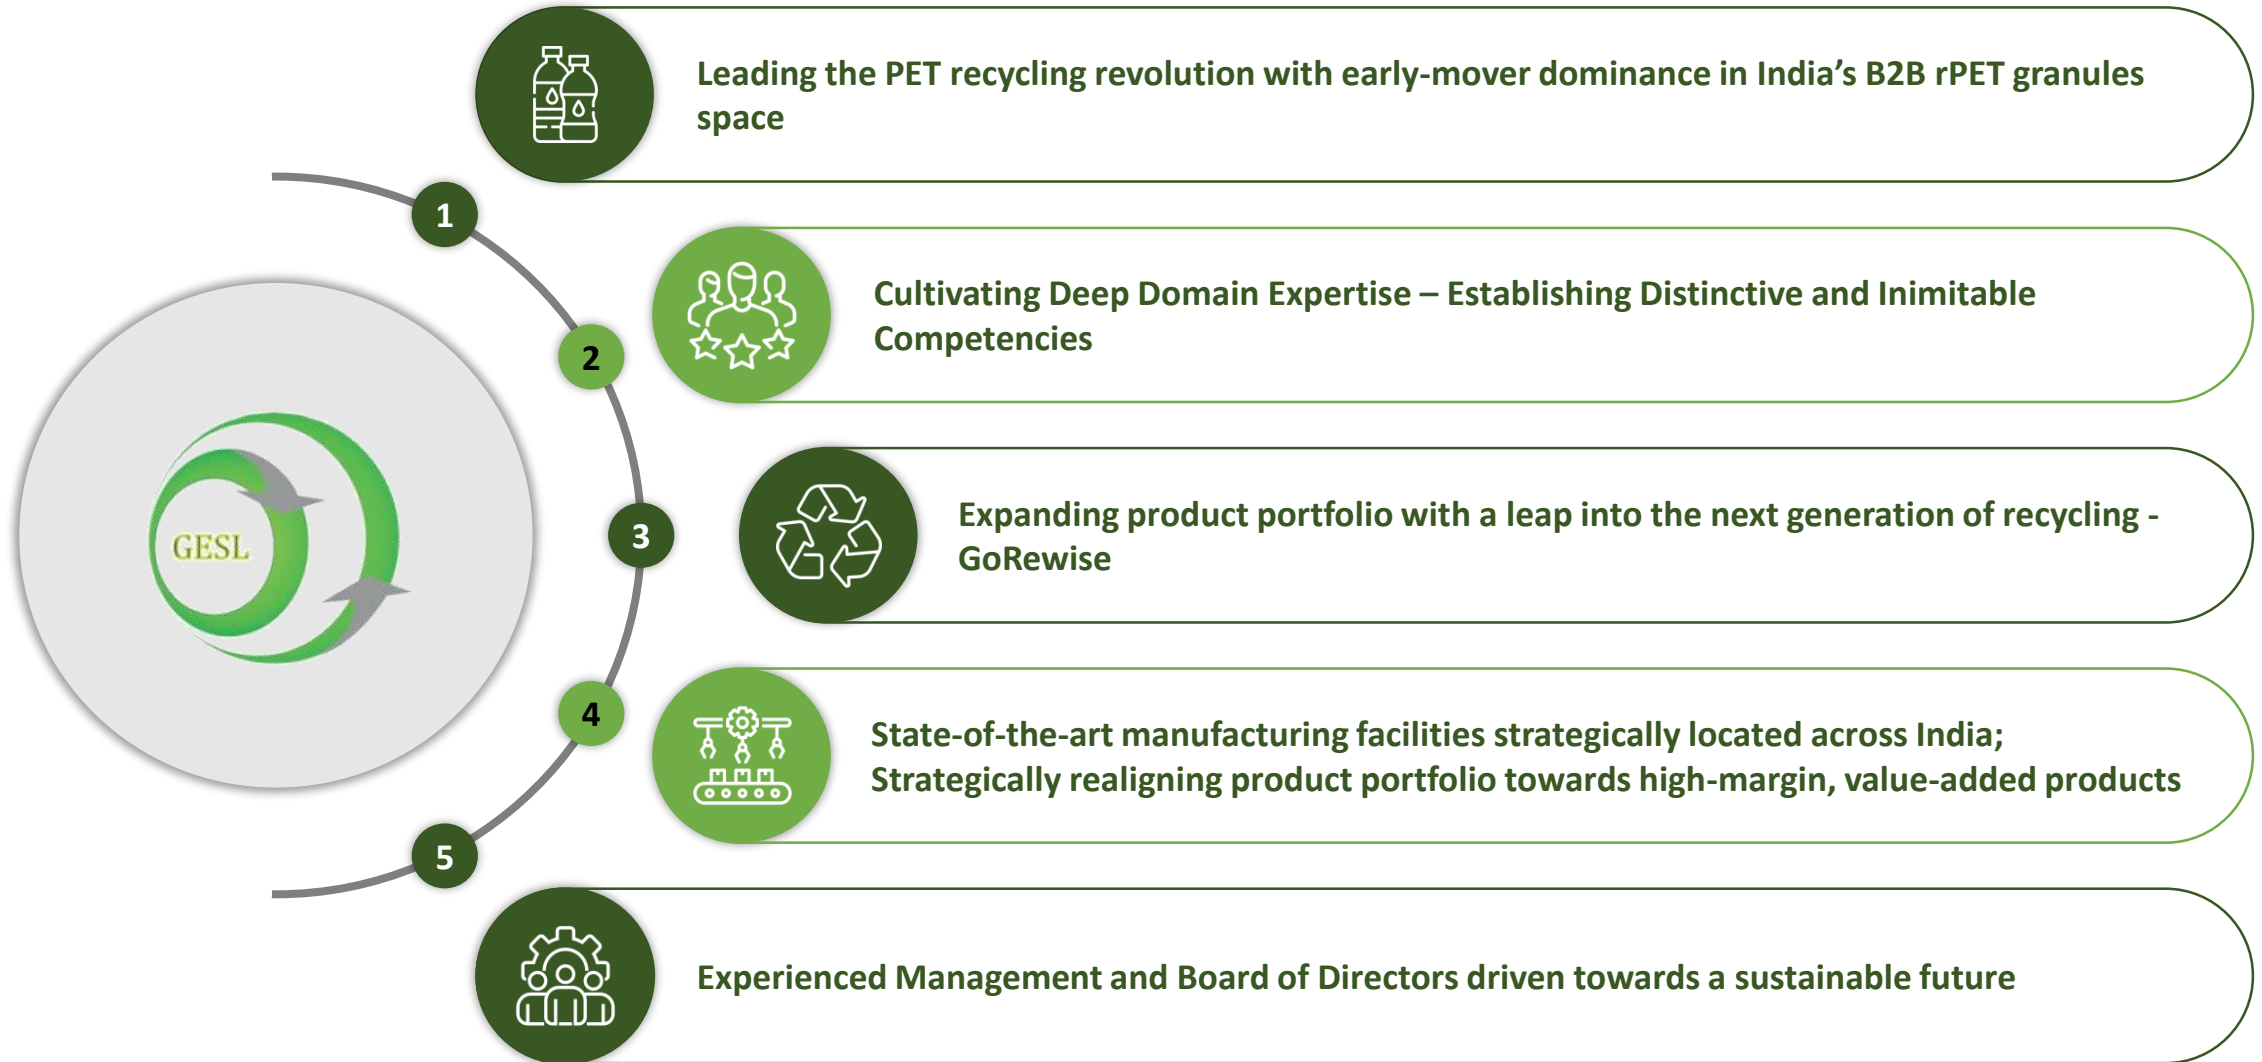 Leading the PET recycling revolution with early-mover dominance in India’s B2B rPET granules
space
1
Cultivating Deep Domain Expertise – Establishing Distinctive and Inimitable
Competencies
2
GESL
3
Expanding product portfolio with a leap into the next generation of recycling -
GoRewise
4
State-of-the-art manufacturing facilities strategically located across India;
Strategically realigning product portfolio towards high-margin, value-added products
5
Experienced Management and Board of Directors driven towards a sustainable future